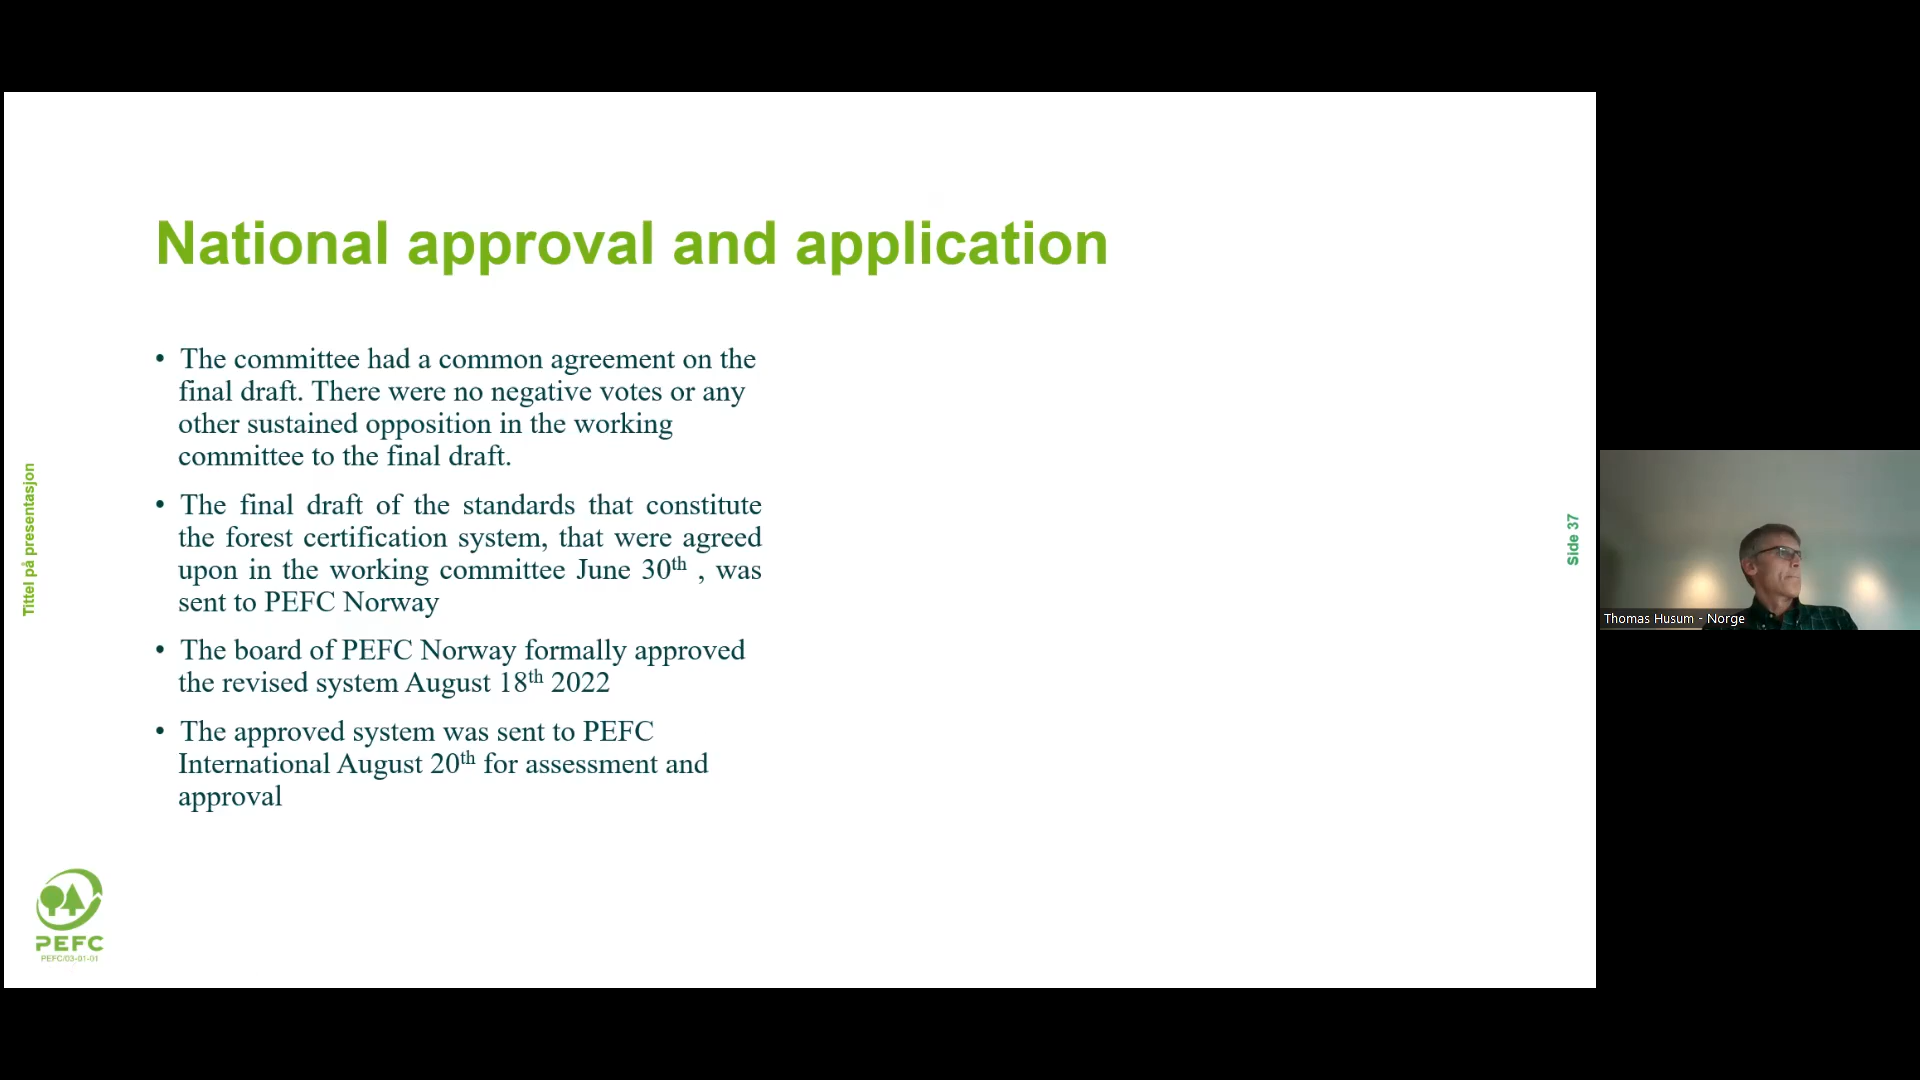 National approval and application
• The committee had a common agreement on the
final draft. There were no negative votes or any
other sustained opposition in the working
committee to the final draft.
• The final draft of the standards that constitute
the forest certification system, that were agreed
upon in the working committee June 30th , was
sent to PEFC Norway
• The board of PEFC Norway formally approved
the revised system August 18th 2022
• The approved system was sent to PEFC
International August 20th for assessment and
approval
Tittel på presentasjon
Side 37
PEFC
PEFC/03-01-01
Thomas Husum - Norge